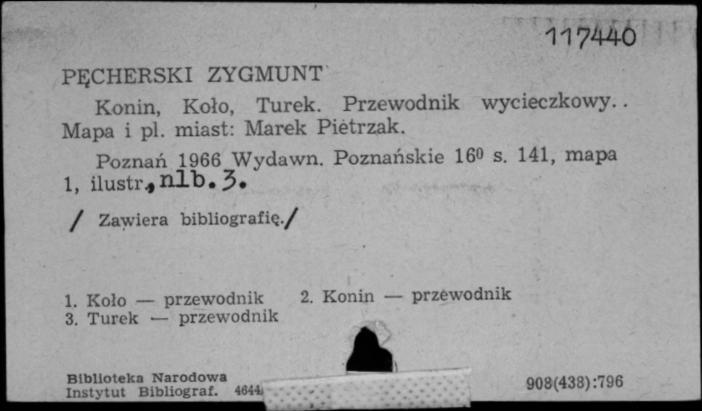 117440
PĘCHERSKI ZYGMUNT
Konin, Koło, Turek. Przewodnik wycieczkowy..
Mapa i pl. miast: Marek Pietrzak.
Poznań 1966 Wydawn. Poznańskie 16⁰ s. 141, mapa
1, ilustr., nlb. 3.
/ Zawiera bibliografię./
1. Koło — przewodnik 2. Konin — przewodnik
3. Turek — przewodnik
Biblioteka Narodowa
Instytut Bibliograf. 4644
908(438):796